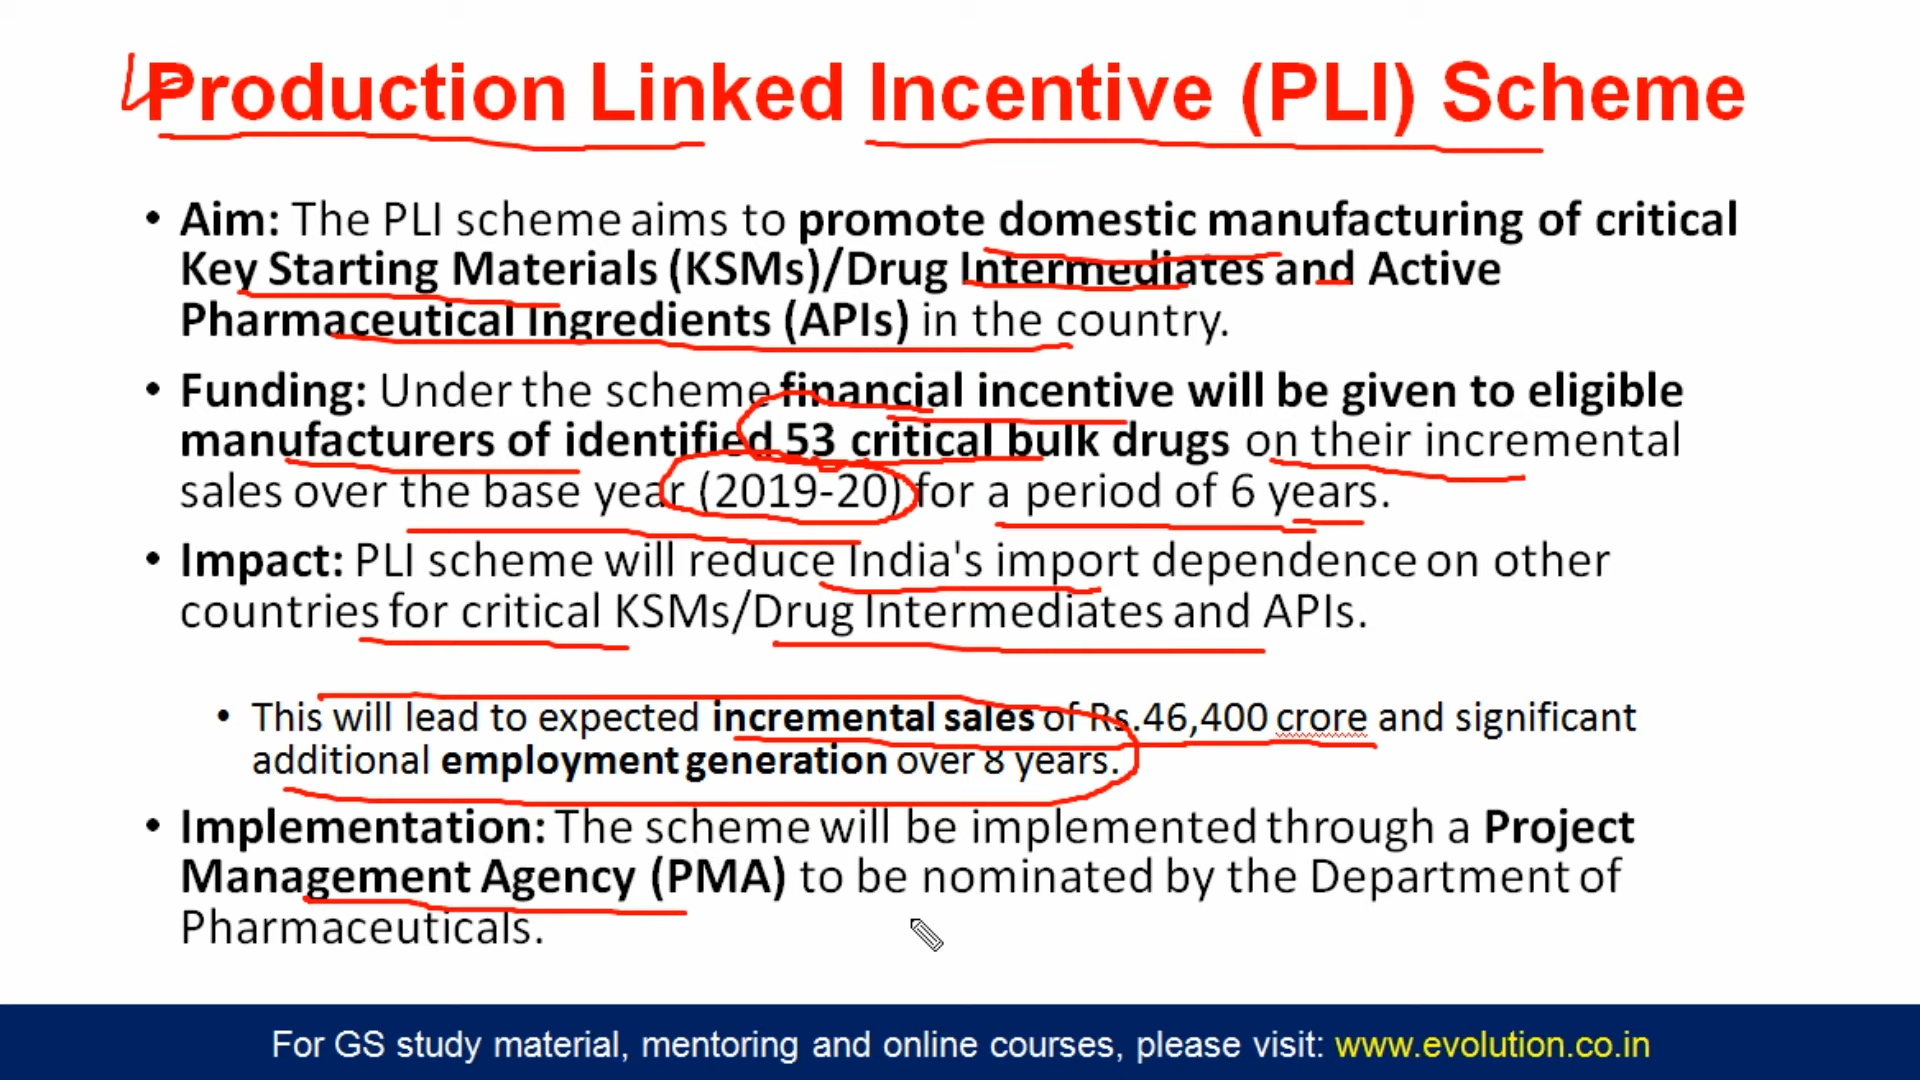 Production Linked Incentive (PLI) Scheme
• Aim: The PLI scheme aims to promote domestic manufacturing of critical
Key Starting Materials (KSMs)/Drug Intermediates and Active
Pharmaceutical Ingredients (APIs) in the country.
• Funding: Under the scheme financial incentive will be given to eligible
manufacturers of identified 53 critical bulk drugs on their incremental
sales over the base year (2019-20) for a period of 6 years.
• Impact: PLI scheme will reduce India's import dependence on other
countries for critical KSMs/Drug Intermediates and APIs.
• This will lead to expected incremental sales of Rs.46,400 crore and significant
additional employment generation over 8 years.
• Implementation: The scheme will be implemented through a Project
Management Agency (PMA) to be nominated by the Department of
Pharmaceuticals.
For GS study material, mentoring and online courses, please visit: www.evolution.co.in